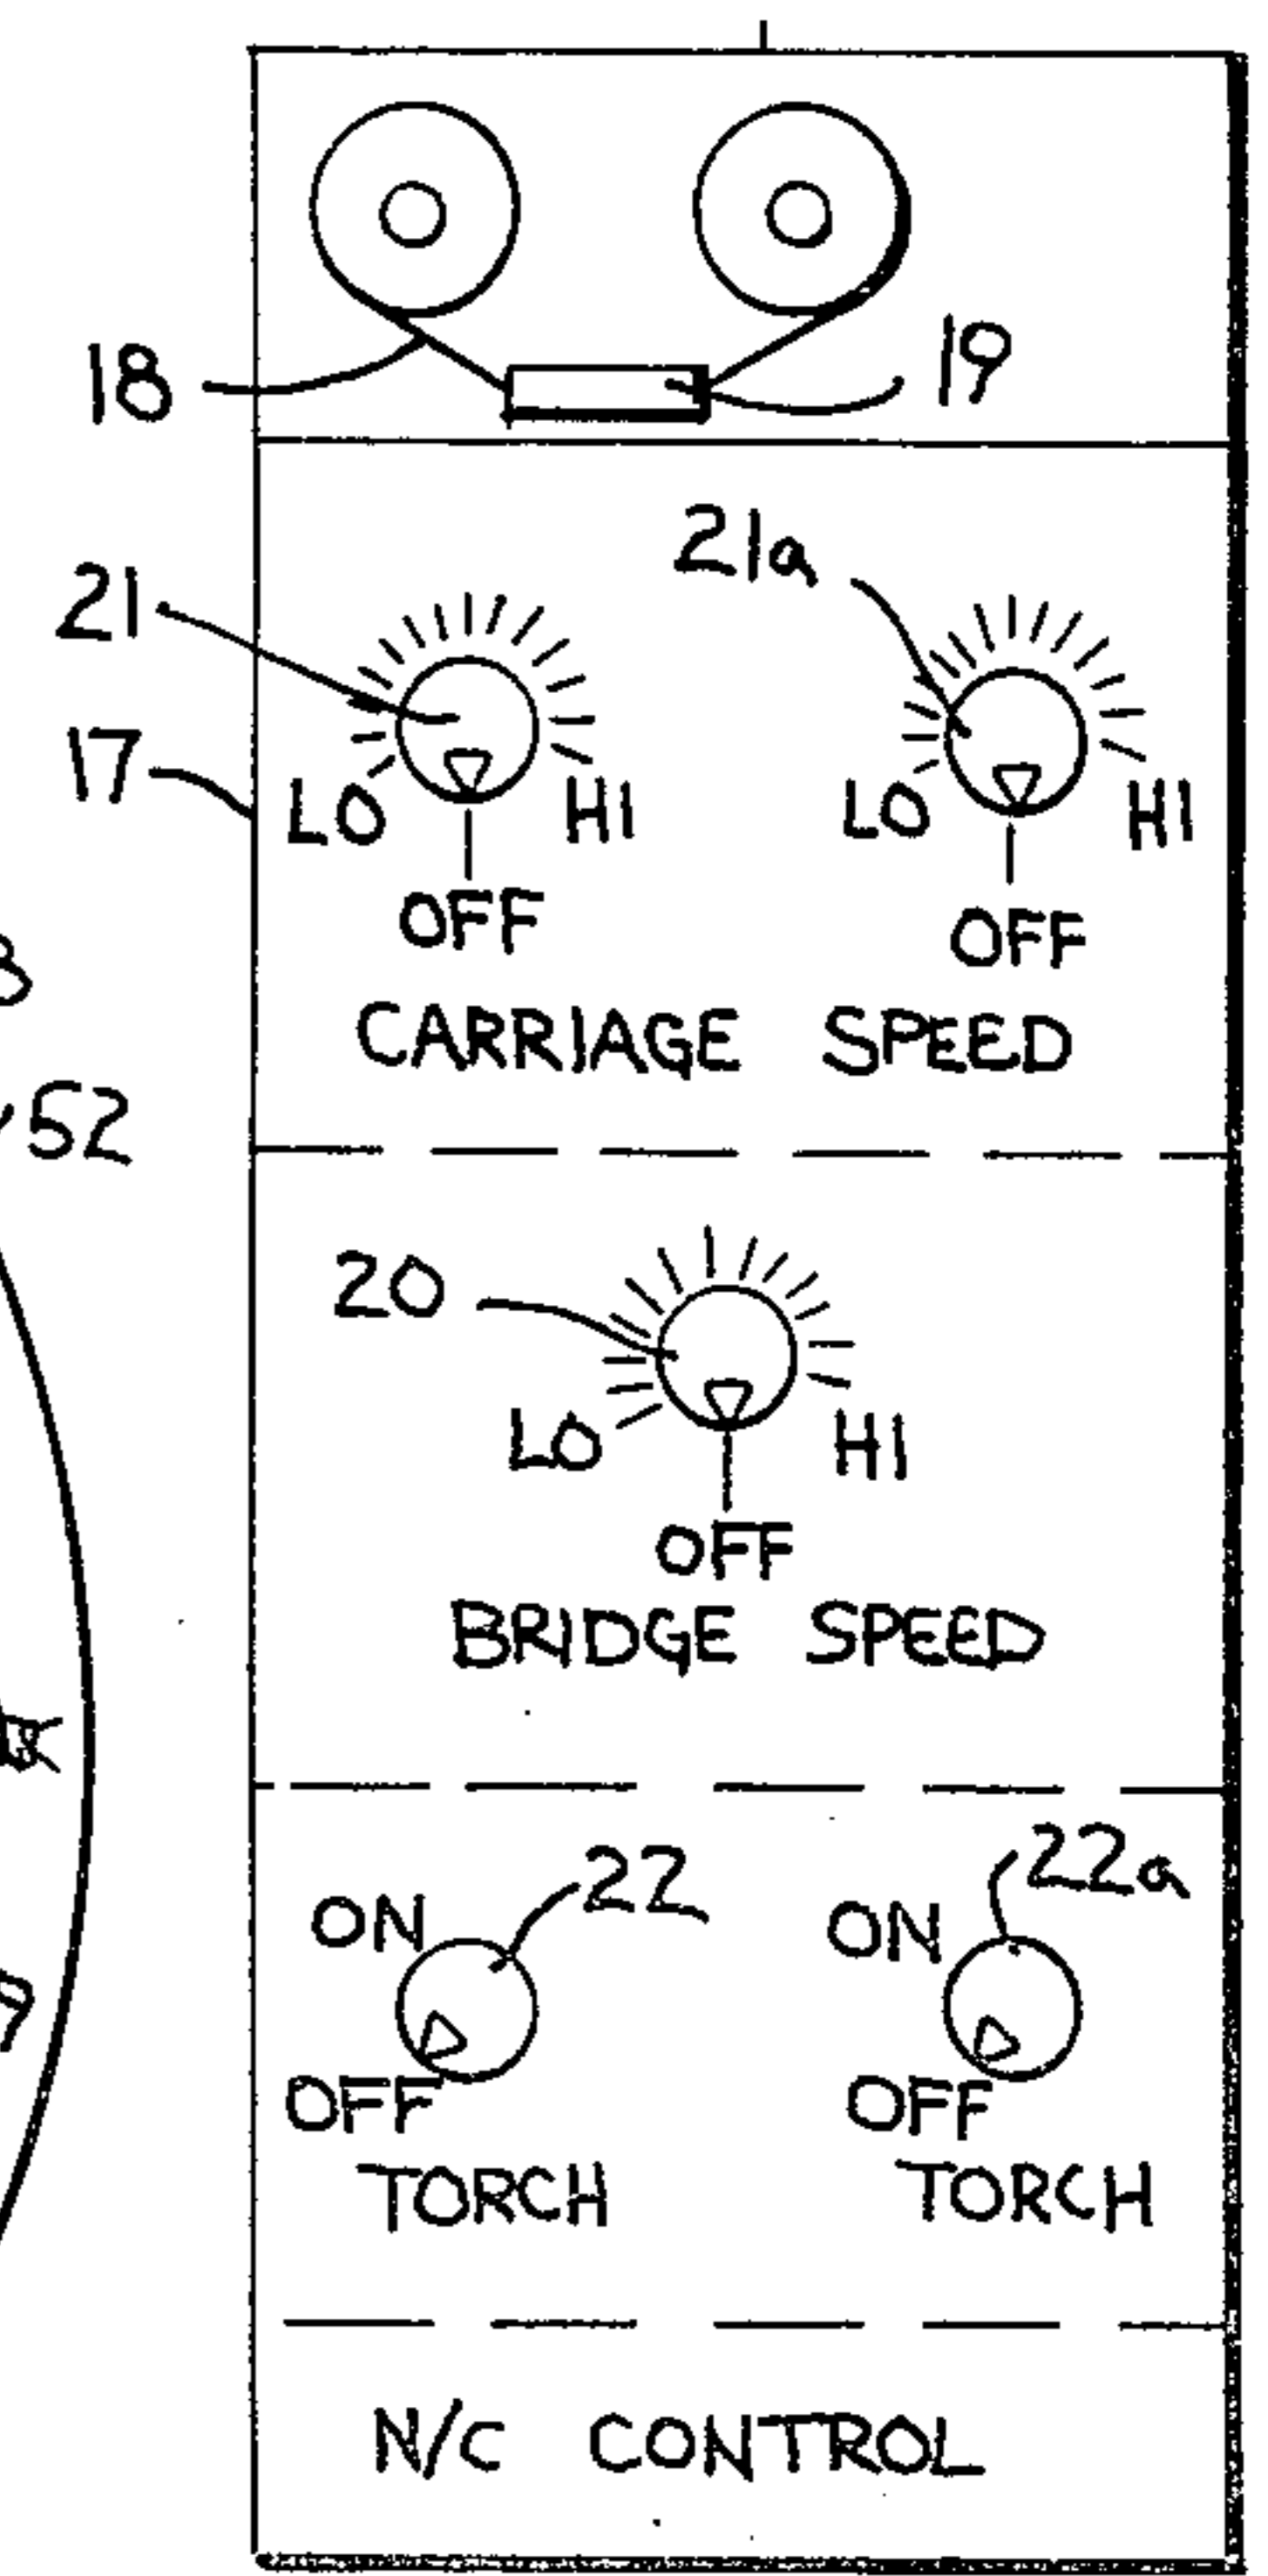 18
19
21
21a
17
LO HI LO HI
OFF OFF
CARRIAGE SPEED
52
20
LO HI
OFF
BRIDGE SPEED
22 22a
ON ON
OFF OFF
TORCH TORCH
N/C CONTROL